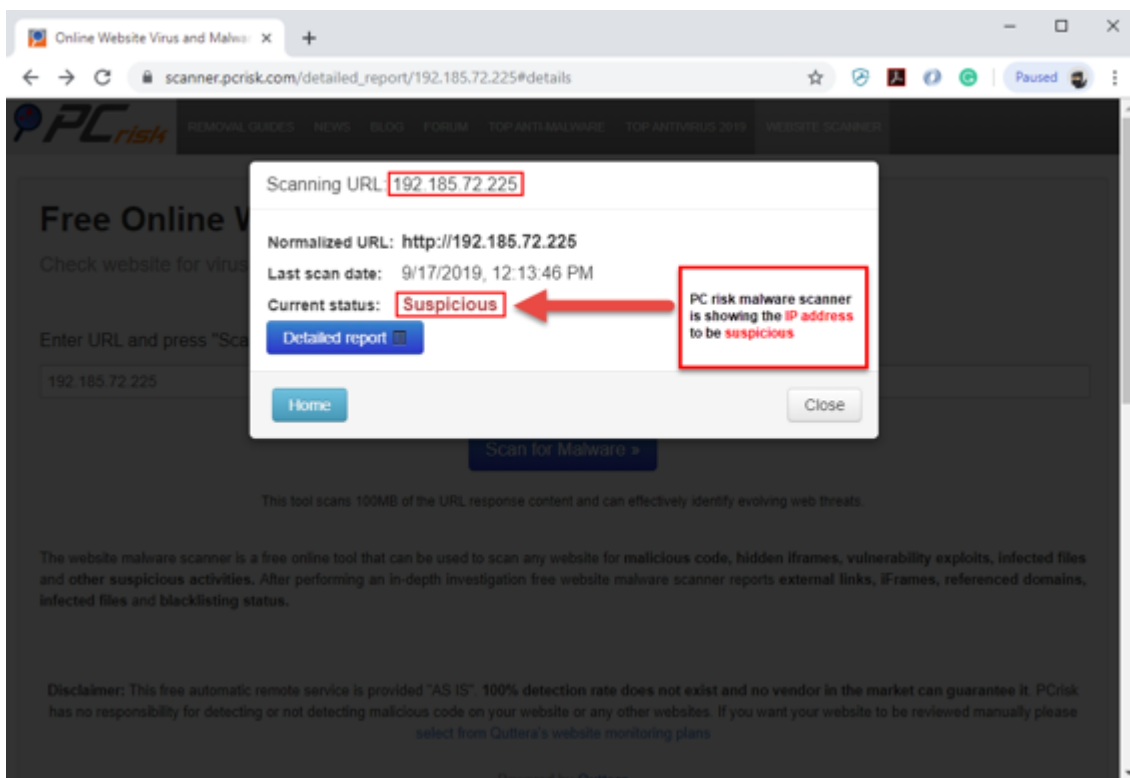 Online Website Virus and Malwa
scanner.pcrisk.com/detailed_report/192.185.72.225#details
Paused
PCrisk
REMOVAL GUIDES NEWS BLOG FORUM TOP ANTI-MALWARE TOP ANTIVIRUS 2019 WEBSITE SCANNER
Scanning URL: 192.185.72.225
Free Online W
Check website for virus
Normalized URL: http://192.185.72.225
Last scan date: 9/17/2019, 12:13:46 PM
Current status: Suspicious
Detailed report
PC risk malware scanner
is showing the IP address
to be suspicious
Enter URL and press "Sca
192.185.72.225
Home
Close
Scan for Malware »
This tool scans 100MB of the URL response content and can effectively identify evolving web threats.
The website malware scanner is a free online tool that can be used to scan any website for malicious code, hidden iframes, vulnerability exploits, infected files
and other suspicious activities. After performing an in-depth investigation free website malware scanner reports external links, iFrames, referenced domains,
infected files and blacklisting status.
Disclaimer: This free automatic remote service is provided "AS IS". 100% detection rate does not exist and no vendor in the market can guarantee it. PCrisk
has no responsibility for detecting or not detecting malicious code on your website or any other websites. If you want your website to be reviewed manually please
select from Quttera's website monitoring plans